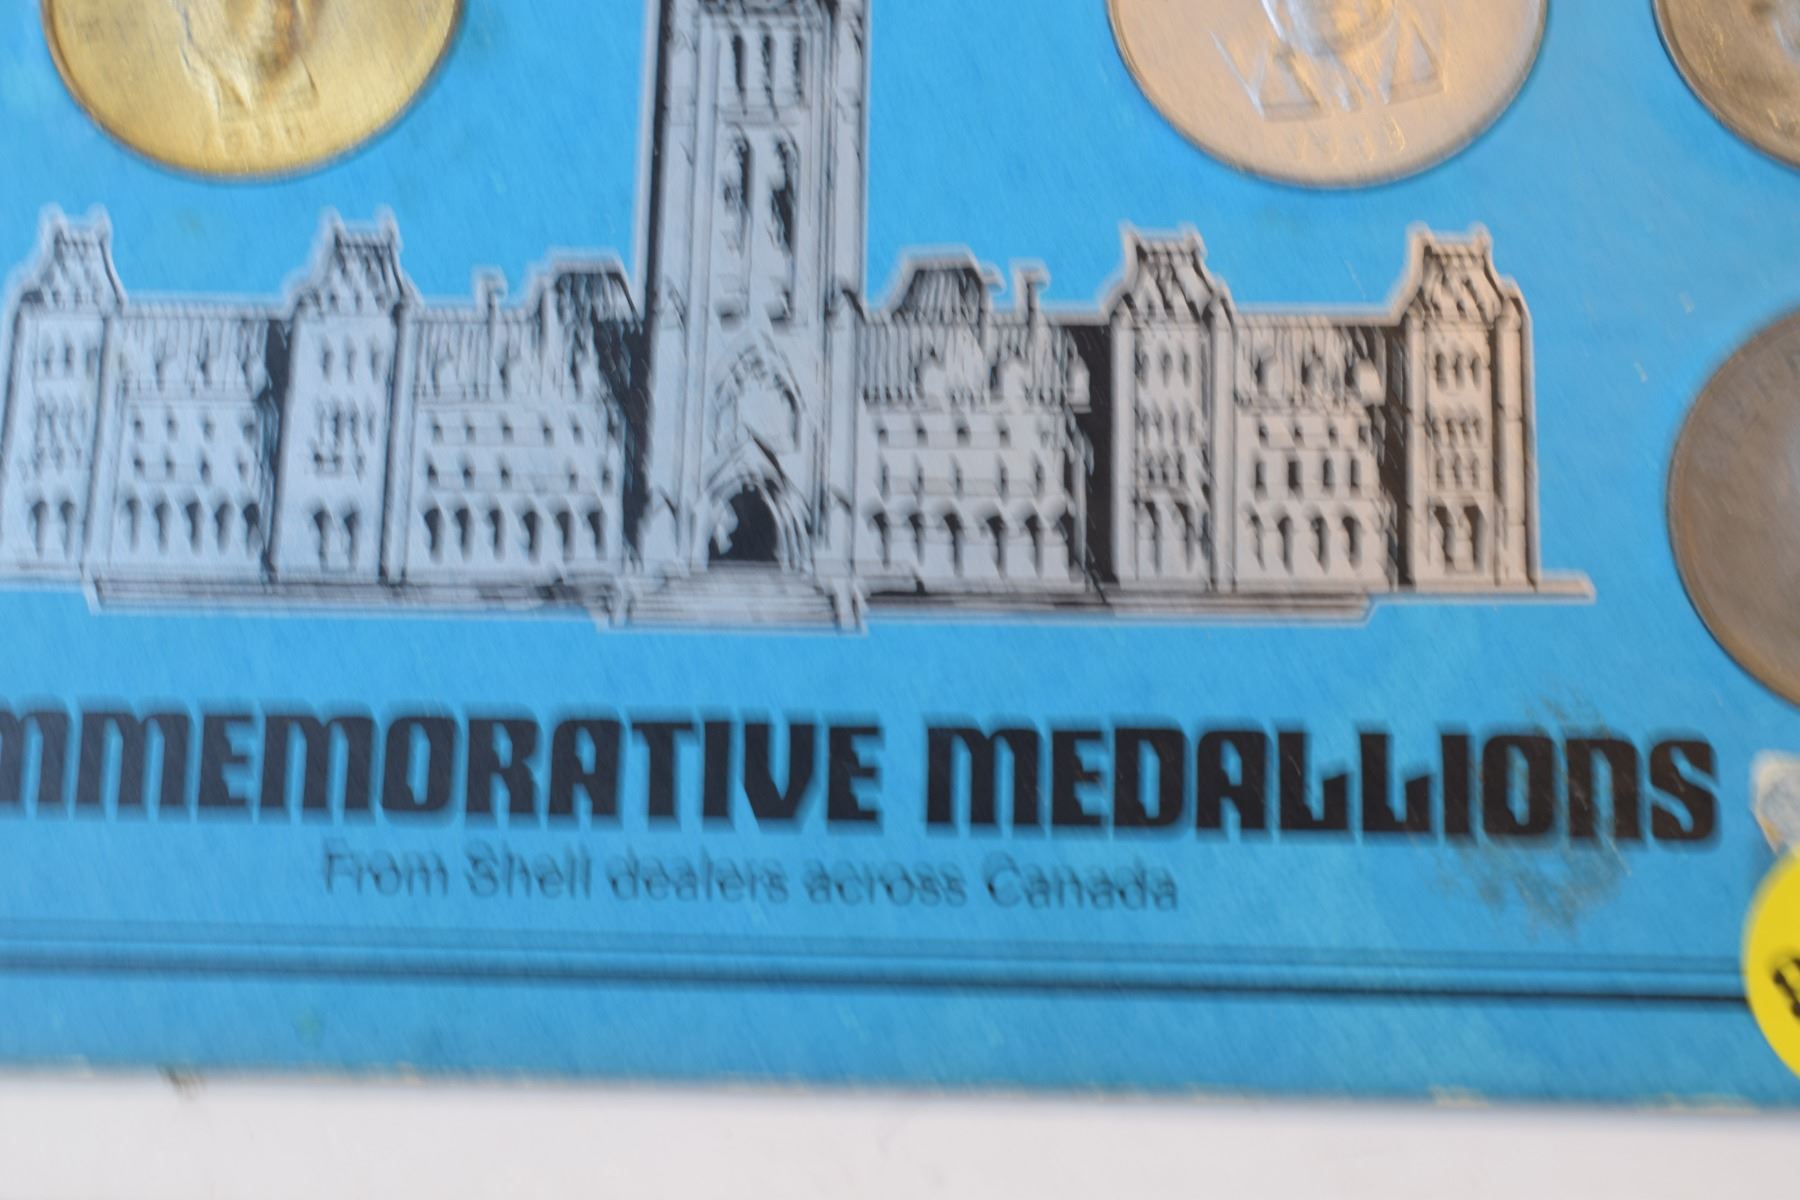 MMEMORATIVE MEDALLIONS
From Shell dealers across Canada